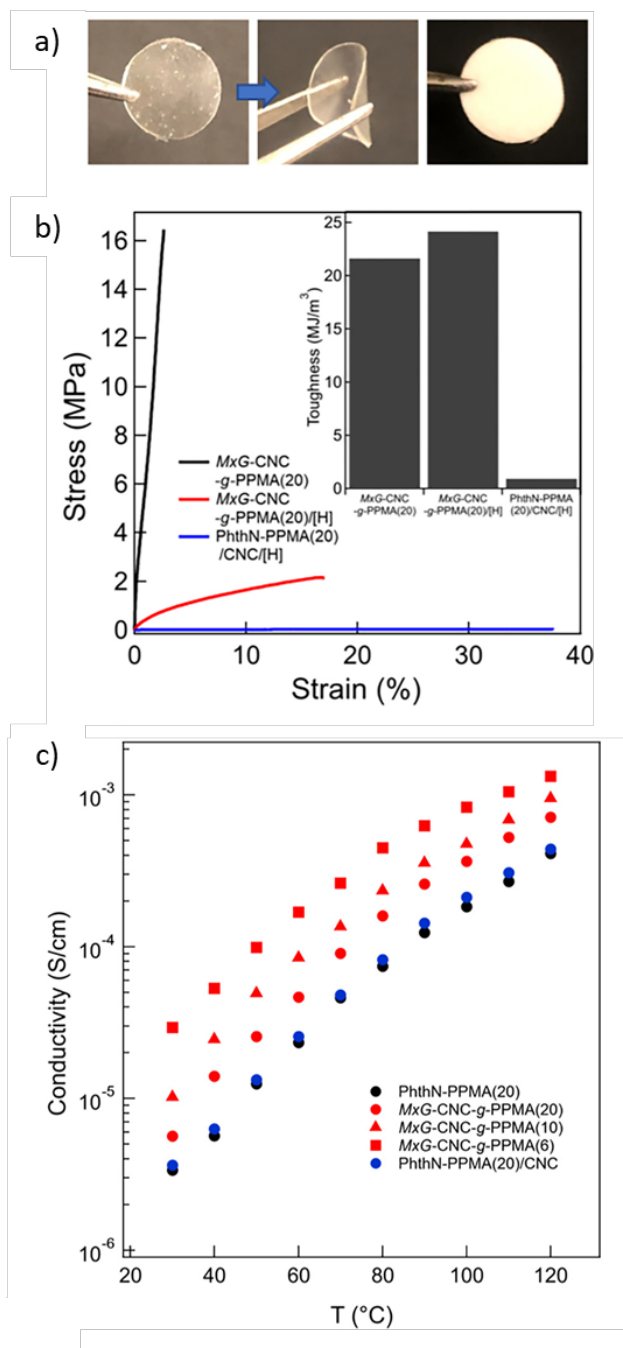 a)
b)
16
14
12
10
8
6
4
2
0
Stress (MPa)
MxG-CNC
-g-PPMA(20)
MxG-CNC
-g-PPMA(20)/[H]
PhthN-PPMA(20)
/CNC/[H]
25
20
15
10
5
0
Toughness (MJ/m³)
MxG-CNC
-g-PPMA(20)
MxG-CNC
-g-PPMA(20)/[H]
PhthN-PPMA
(20)/CNC/[H]
0 10 20 30 40
Strain (%)
c)
10⁻³
10⁻⁴
10⁻⁵
10⁻⁶
Conductivity (S/cm)
PhthN-PPMA(20)
MxG-CNC-g-PPMA(20)
MxG-CNC-g-PPMA(10)
MxG-CNC-g-PPMA(6)
PhthN-PPMA(20)/CNC
20 40 60 80 100 120
T (°C)